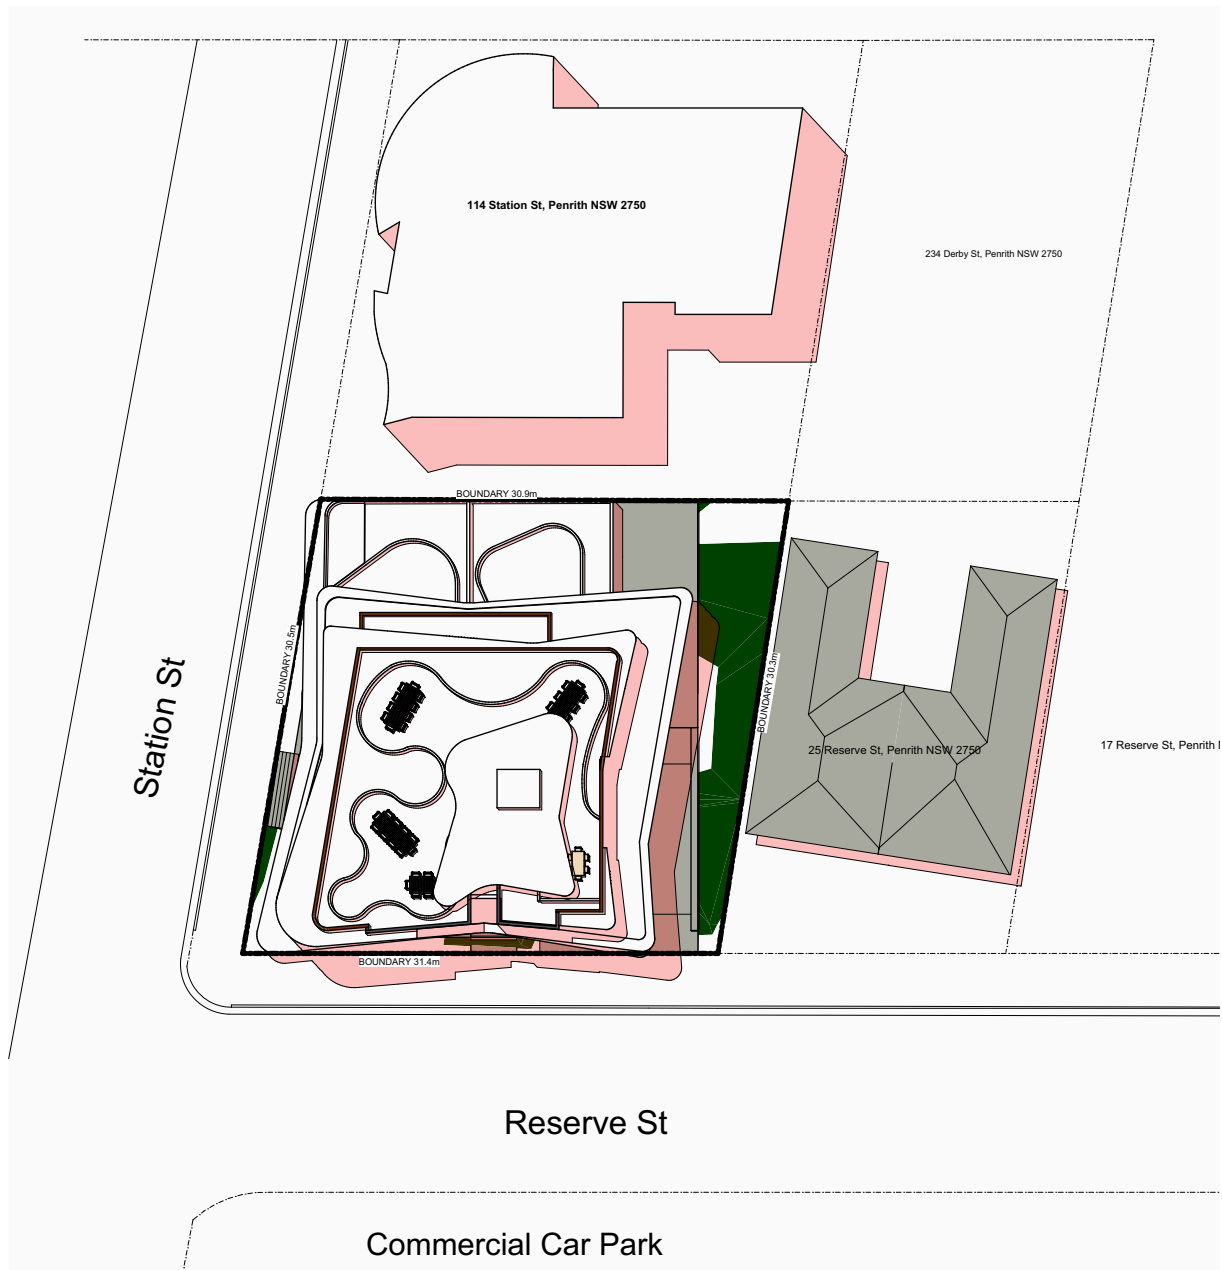 114 Station St, Penrith NSW 2750
234 Derby St, Penrith NSW 2750
BOUNDARY 30.9m
BOUNDARY 30.5m
BOUNDARY 30.3m
Station St
25 Reserve St, Penrith NSW 2750
17 Reserve St, Penrith
BOUNDARY 31.4m
Reserve St
Commercial Car Park